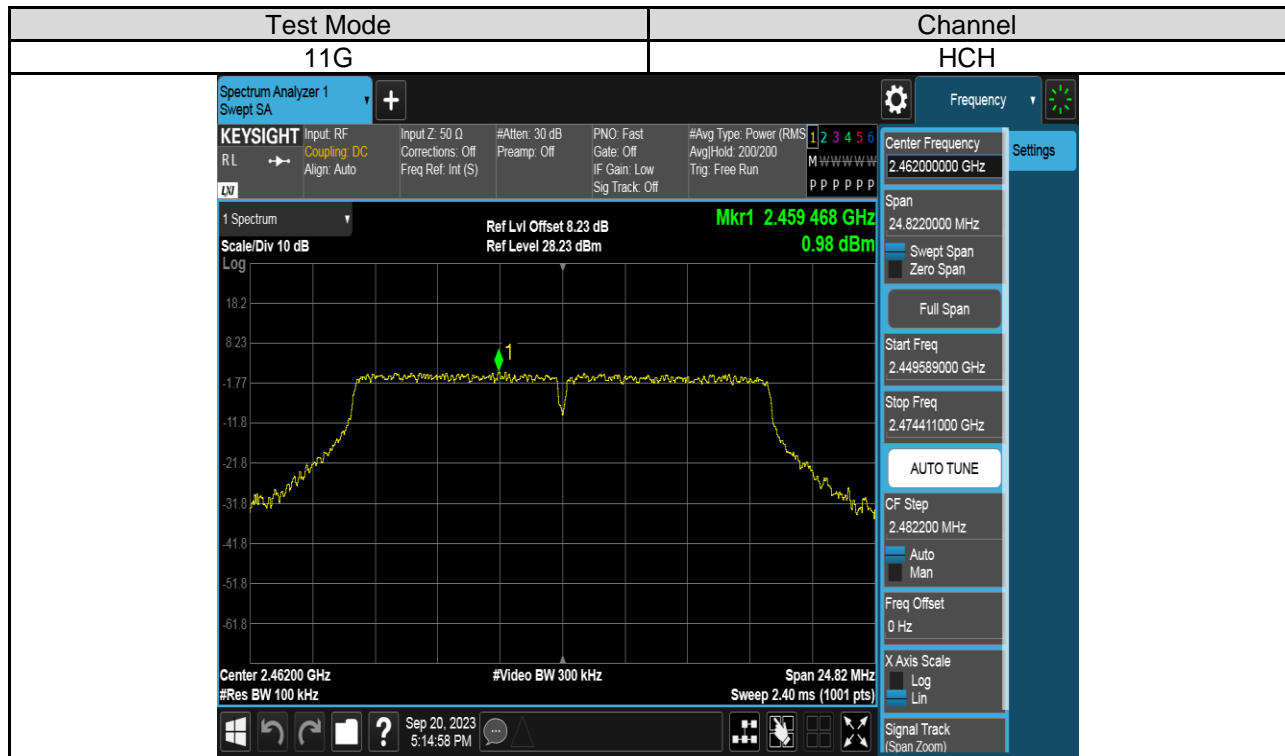 Test Mode Channel
11G HCH
Spectrum Analyzer 1
Swept SA
+
Frequency
KEYSIGHT Input: RF Input Z: 50 Ω #Atten: 30 dB PNO: Fast #Avg Type: Power (RMS 1 2 3 4 5 6
RL Coupling: DC Corrections: Off Preamp: Off Gate: Off Avg|Hold: 200/200 M W W W W W
Align: Auto Freq Ref: Int (S) IF Gain: Low Trig: Free Run
LXI Sig Track: Off P P P P P P
1 Spectrum
Scale/Div 10 dB
Ref Lvl Offset 8.23 dB
Ref Level 28.23 dBm
Mkr1 2.459 468 GHz
0.98 dBm
Log
18.2
8.23
-1.77
-11.8
-21.8
-31.8
-41.8
-51.8
-61.8
1
Center 2.46200 GHz #Video BW 300 kHz Span 24.82 MHz
#Res BW 100 kHz Sweep 2.40 ms (1001 pts)
Center Frequency
2.462000000 GHz
Settings
Span
24.8220000 MHz
Swept Span
Zero Span
Full Span
Start Freq
2.449589000 GHz
Stop Freq
2.474411000 GHz
AUTO TUNE
CF Step
2.482200 MHz
Auto
Man
Freq Offset
0 Hz
X Axis Scale
Log
Lin
Signal Track
(Span Zoom)
?
Sep 20, 2023
5:14:58 PM